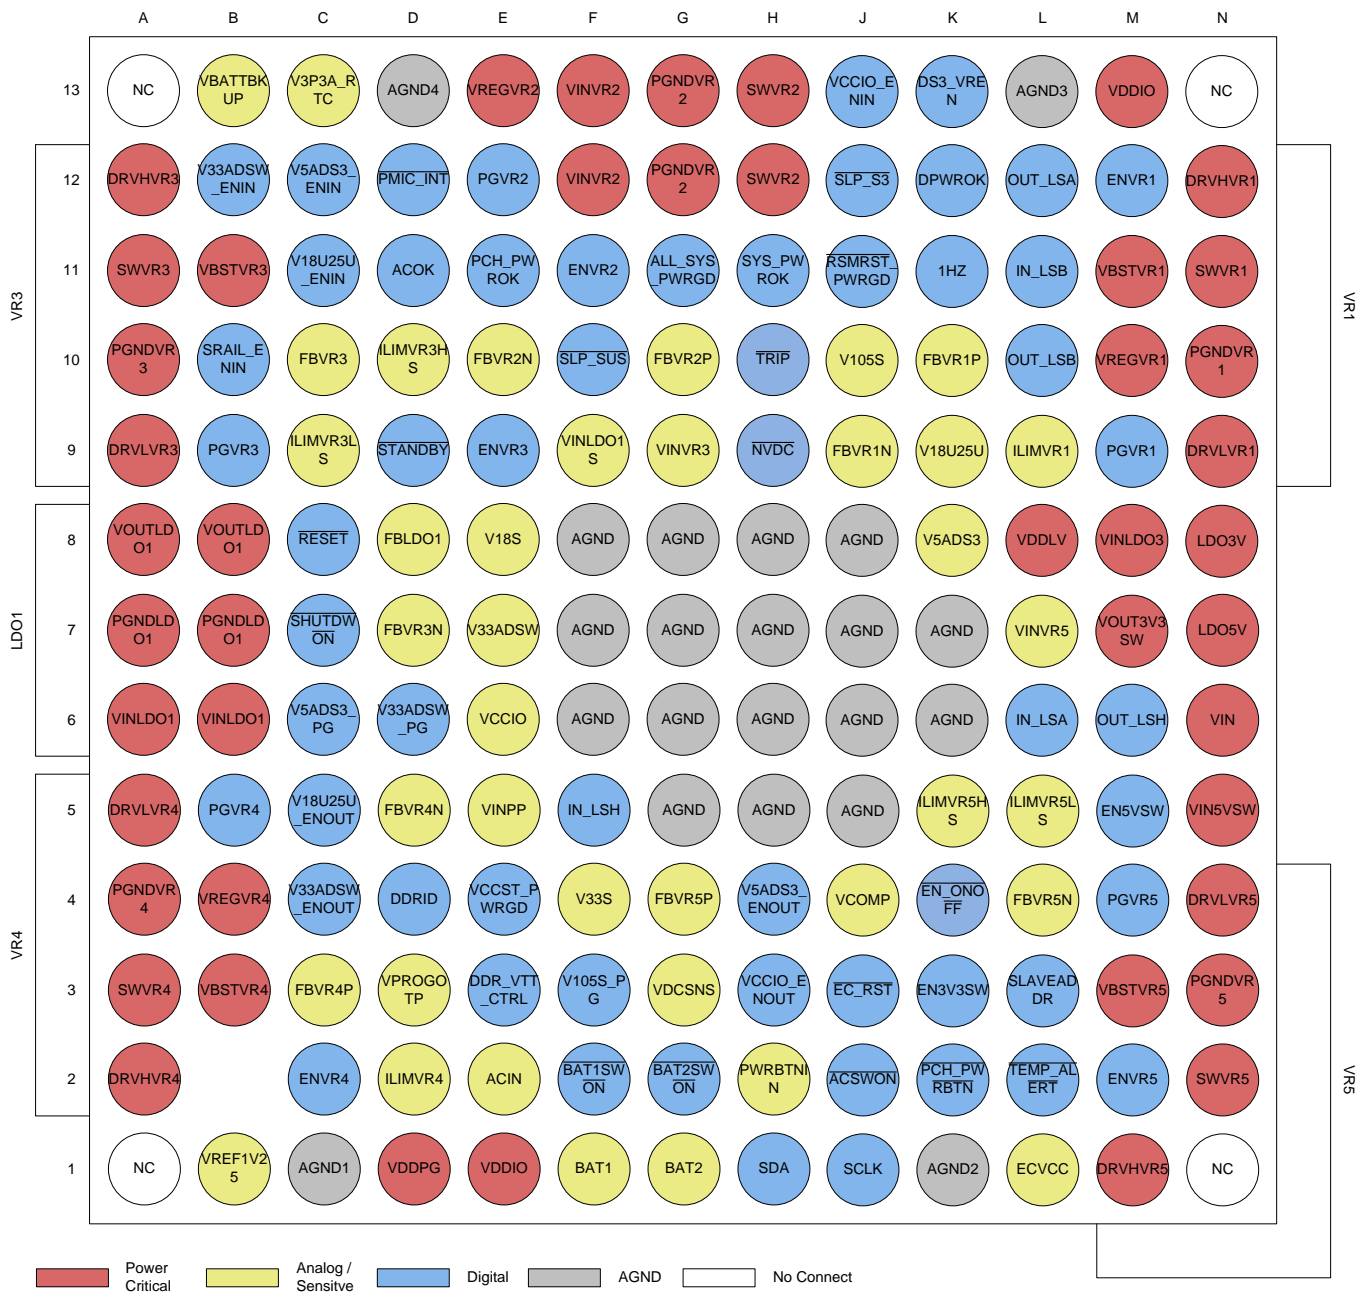 A B C D E F G H J K L M N
13 NC VBATTBKUP V3P3A_RTC AGND4 VREGVR2 VINVR2 PGNDVR2 SWVR2 VCCIO_ENIN DS3_VREN AGND3 VDDIO NC
12 DRVHVR3 V33ADSW_ENIN V5ADS3_ENIN PMIC_INT PGVR2 VINVR2 PGNDVR2 SWVR2 SLP_S3 DPWROK OUT_LSA ENVR1 DRVHVR1
11 SWVR3 VBSTVR3 V18U25U_ENIN ACOK PCH_PWROK ENVR2 ALL_SYS_PWRGD SYS_PWROK RSMRST_PWRGD 1HZ IN_LSB VBSTVR1 SWVR1
VR3
VR1
10 PGNDVR3 SRAIL_ENIN FBVR3 ILIMVR3HS FBVR2N SLP_SUS FBVR2P TRIP V105S FBVR1P OUT_LSB VREGVR1 PGNDVR1
9 DRVLVR3 PGVR3 ILIMVR3LS STANDBY ENVR3 VINLDO1S VINVR3 NVDC FBVR1N V18U25U ILIMVR1 PGVR1 DRVLVR1
8 VOUTLDO1 VOUTLDO1 RESET FBLDO1 V18S AGND AGND AGND AGND V5ADS3 VDDLV VINLDO3 LDO3V
LDO1
7 PGNDLDO1 PGNDLDO1 SHUTDWON FBVR3N V33ADSW AGND AGND AGND AGND AGND VINVR5 VOUT3V3SW LDO5V
6 VINLDO1 VINLDO1 V5ADS3_PG V33ADSW_PG VCCIO AGND AGND AGND AGND AGND IN_LSA OUT_LSH VIN
5 DRVLVR4 PGVR4 V18U25U_ENOUT FBVR4N VINPP IN_LSH AGND AGND AGND ILIMVR5HS ILIMVR5LS EN5VSW VIN5VSW
4 PGNDVR4 VREGVR4 V33ADSW_ENOUT DDRID VCCST_PWRGD V33S FBVR5P V5ADS3_ENOUT VCOMP EN_ONOFF FBVR5N PGVR5 DRVLVR5
VR4
3 SWVR4 VBSTVR4 FBVR4P VPROGOTP DDR_VTT_CTRL V105S_PG VDCSNS VCCIO_ENOUT EC_RST EN3V3SW SLAVEADDR VBSTVR5 PGNDVR5
2 DRVHVR4 ENVR4 ILIMVR4 ACIN BAT1SWON BAT2SWON PWRBTNIN ACSWON PCH_PWRBTN TEMP_ALERT ENVR5 SWVR5
VR5
1 NC VREF1V25 AGND1 VDDPG VDDIO BAT1 BAT2 SDA SCLK AGND2 ECVCC DRVHVR5 NC
Power Critical
Analog / Sensitve
Digital
AGND
No Connect